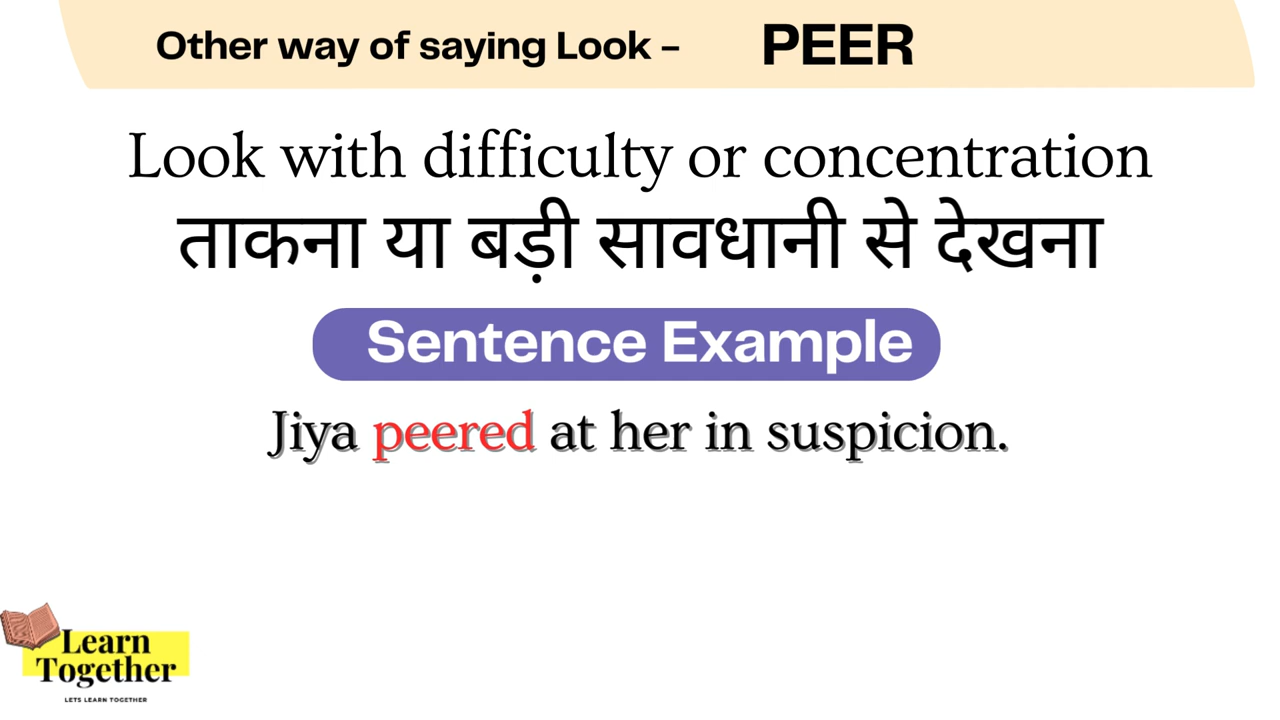 Other way of saying Look – PEER
Look with difficulty or concentration
ताकना या बड़ी सावधानी से देखना
Sentence Example
Jiya peered at her in suspicion.
Learn
Together
LETS LEARN TOGETHER